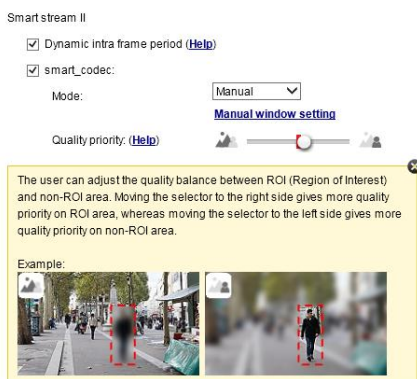 Smart stream II
Dynamic intra frame period (Help)
smart_codec:
Mode:
Manual
Manual window setting
Quality priority: (Help)
The user can adjust the quality balance between ROI (Region of Interest)
and non-ROI area. Moving the selector to the right side gives more quality
priority on ROI area, whereas moving the selector to the left side gives more
quality priority on non-ROI area.
Example: